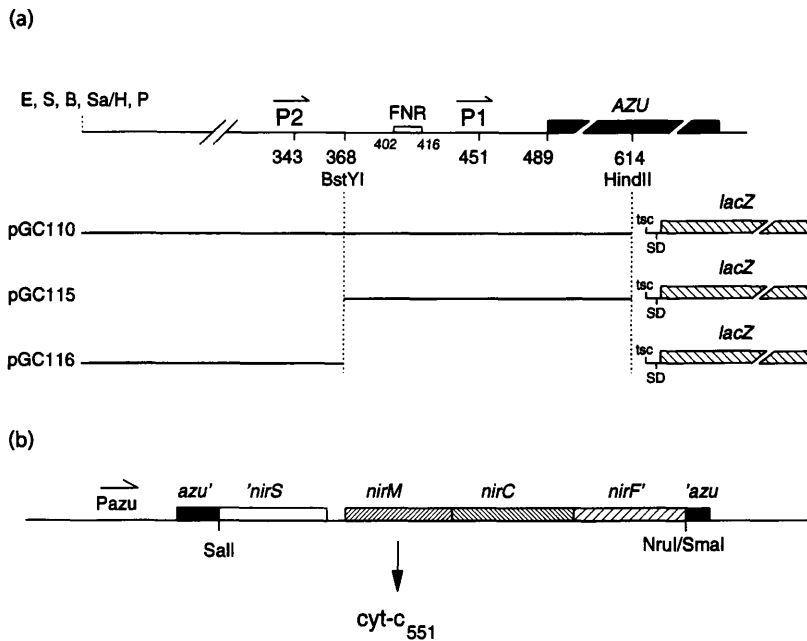 (a)
E, S, B, Sa/H, P
P2
FNR
P1
AZU
343
368
402
416
451
489
614
BstYI
HindII
pGC110
tsc
SD
lacZ
pGC115
tsc
SD
lacZ
pGC116
tsc
SD
lacZ
(b)
Pazu
azu'
'nirS
nirM
nirC
nirF'
'azu
SalI
NruI/SmaI
cyt-c551